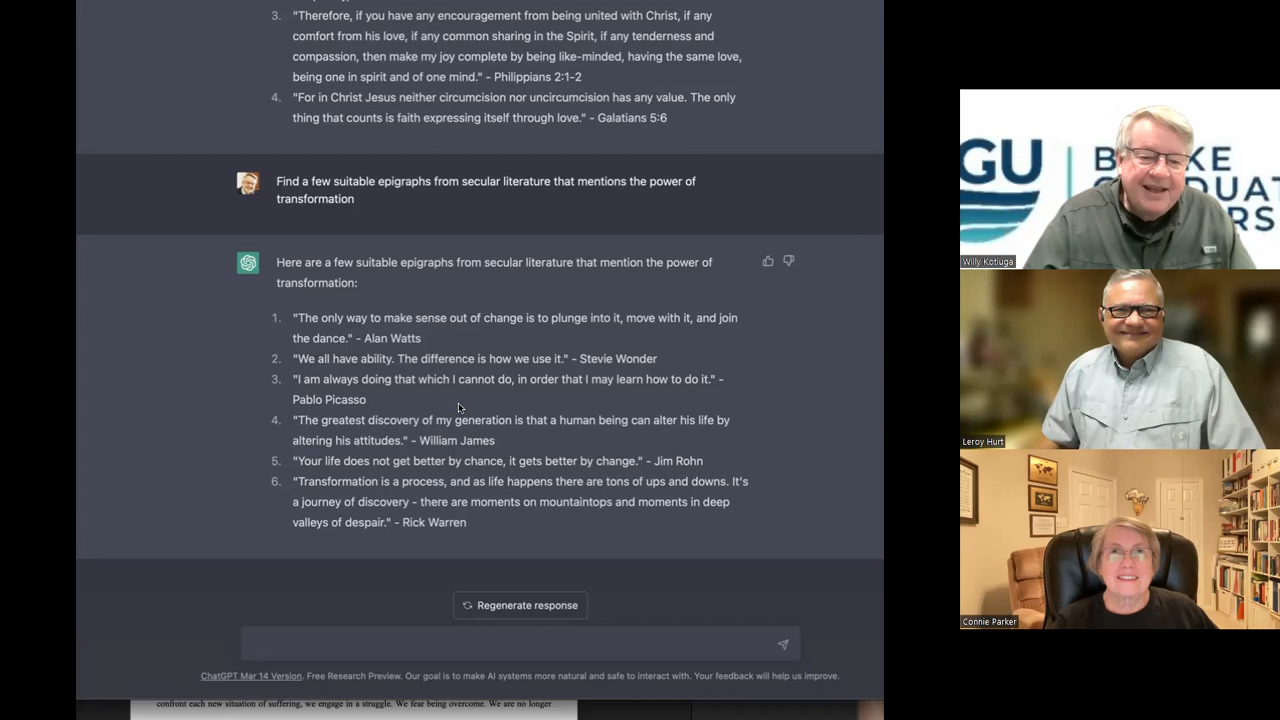 3. "Therefore, if you have any encouragement from being united with Christ, if any
comfort from his love, if any common sharing in the Spirit, if any tenderness and
compassion, then make my joy complete by being like-minded, having the same love,
being one in spirit and of one mind." - Philippians 2:1-2
4. "For in Christ Jesus neither circumcision nor uncircumcision has any value. The only
thing that counts is faith expressing itself through love." - Galatians 5:6
Find a few suitable epigraphs from secular literature that mentions the power of
transformation
Here are a few suitable epigraphs from secular literature that mention the power of
transformation:
1. "The only way to make sense out of change is to plunge into it, move with it, and join
the dance." - Alan Watts
2. "We all have ability. The difference is how we use it." - Stevie Wonder
3. "I am always doing that which I cannot do, in order that I may learn how to do it." -
Pablo Picasso
4. "The greatest discovery of my generation is that a human being can alter his life by
altering his attitudes." - William James
5. "Your life does not get better by chance, it gets better by change." - Jim Rohn
6. "Transformation is a process, and as life happens there are tons of ups and downs. It's
a journey of discovery - there are moments on mountaintops and moments in deep
valleys of despair." - Rick Warren
Regenerate response
ChatGPT Mar 14 Version. Free Research Preview. Our goal is to make AI systems more natural and safe to interact with. Your feedback will help us improve.
confront each new situation of suffering, we engage in a struggle. We fear being overcome. We are no longer
GU
B KE
UAT
RS
Willy Kotiuga
Leroy Hurt
Connie Parker